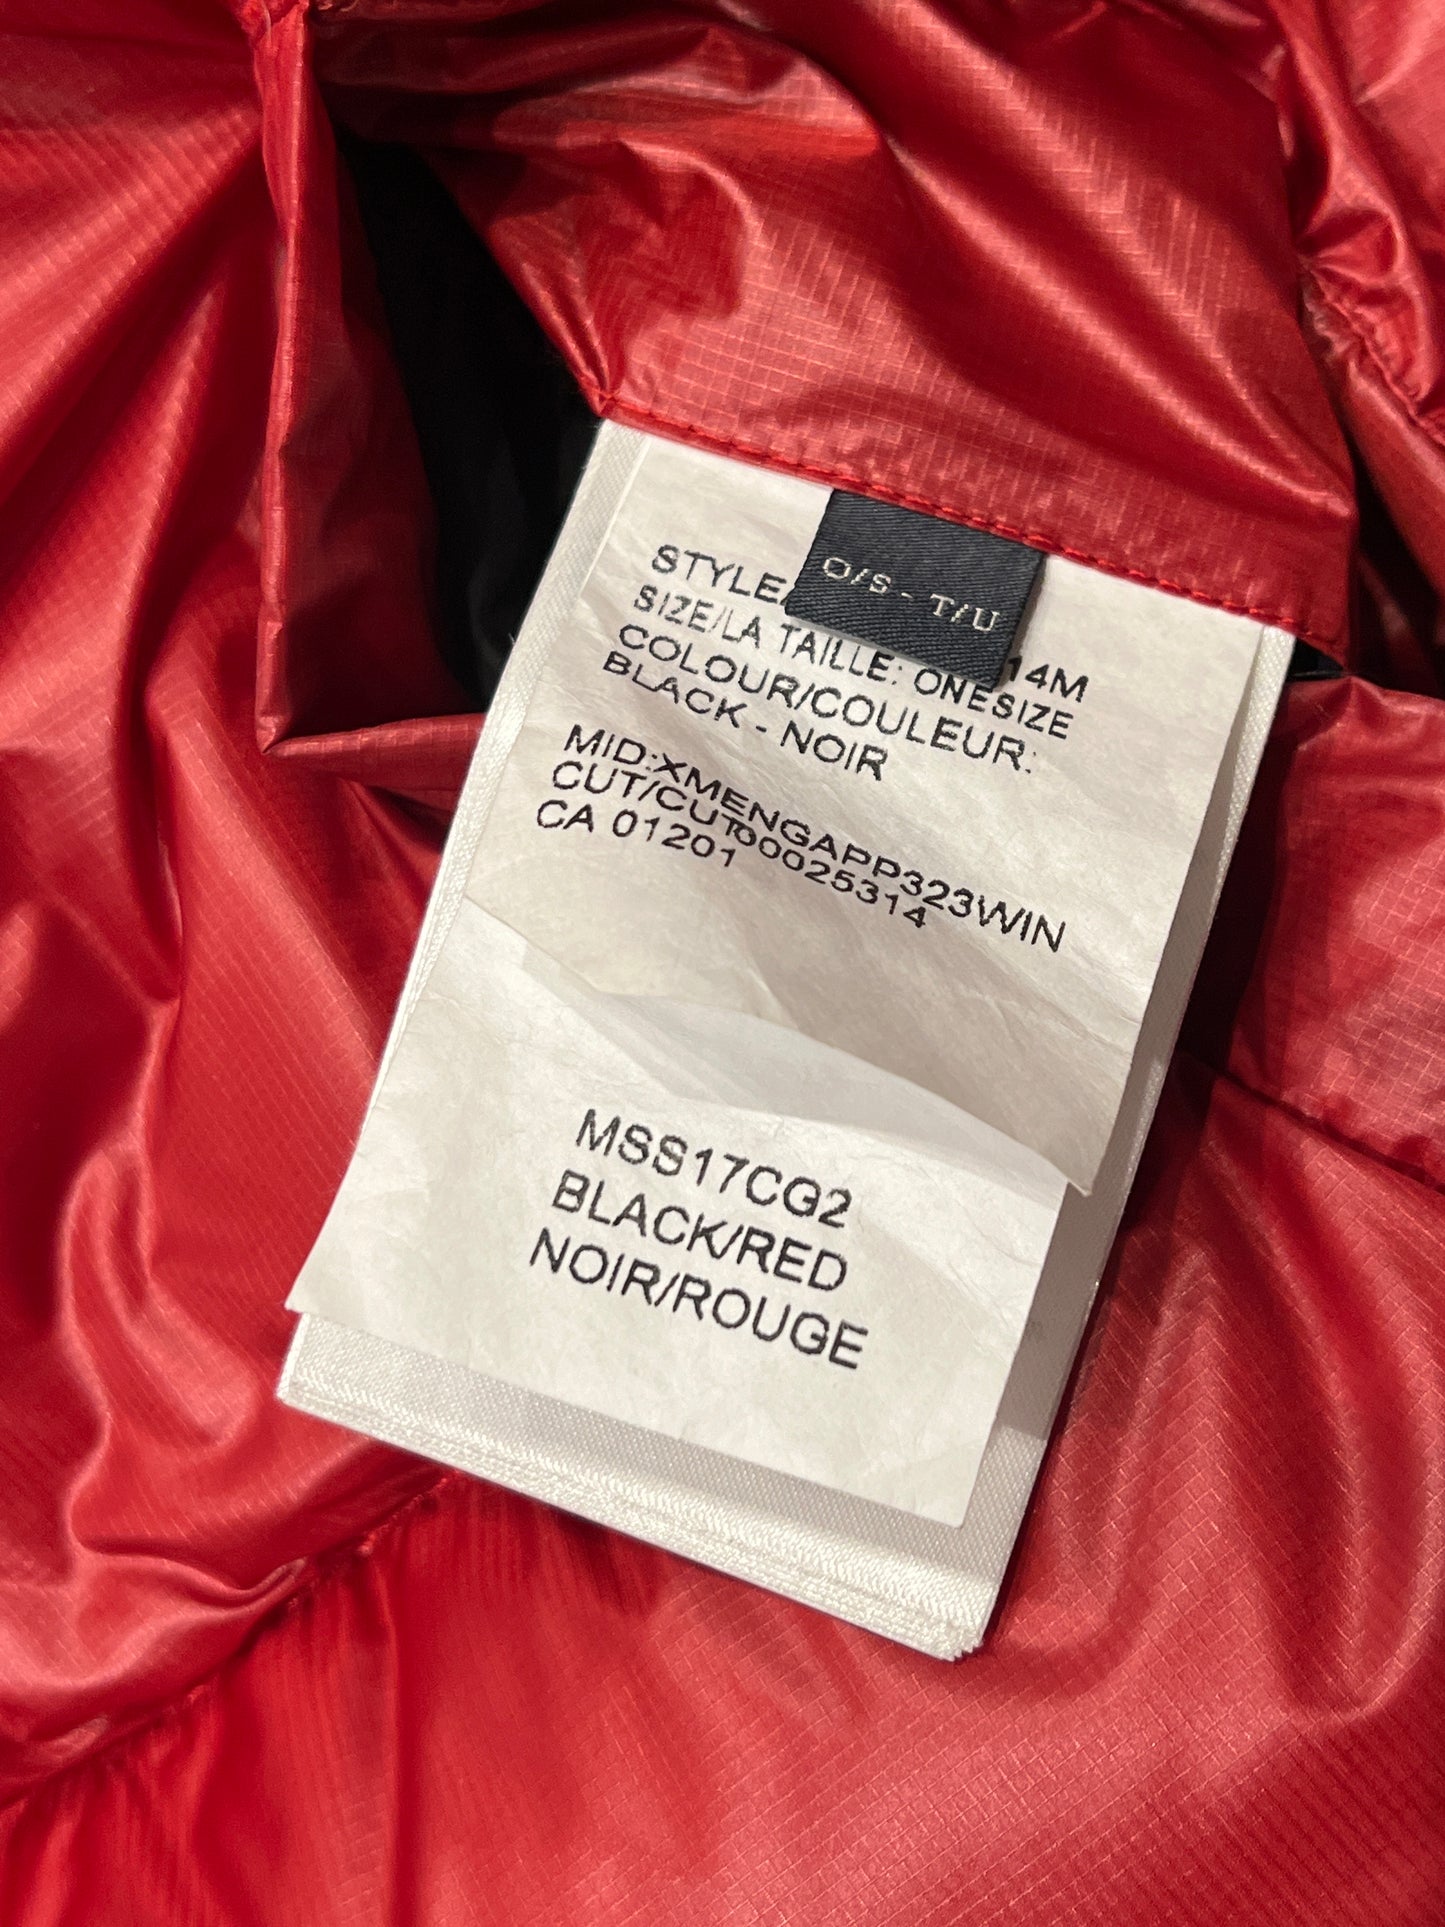 O/S - T/U
STYLE/ 14M
SIZE/LA TAILLE: ONESIZE
COLOUR/COULEUR:
BLACK - NOIR
MID:XMENGAPP323WIN
CUT/CUT00025314
CA 01201
MSS17CG2
BLACK/RED
NOIR/ROUGE